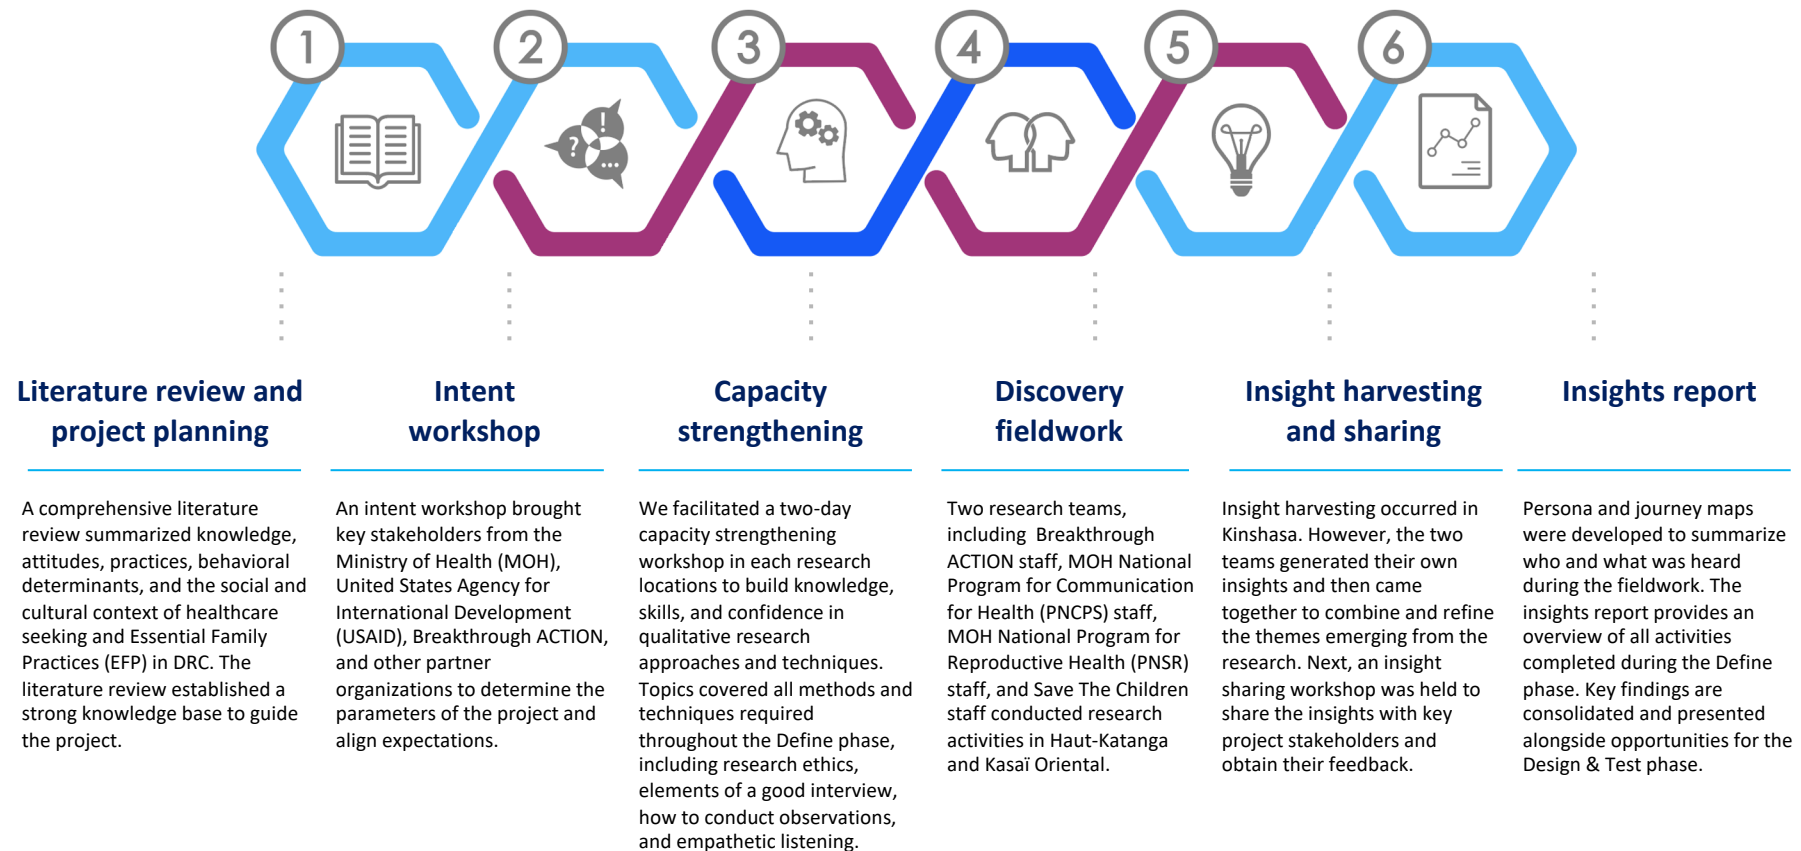 1
2
3
4
5
6
?
!
...
Literature review and
project planning
A comprehensive literature
review summarized knowledge,
attitudes, practices, behavioral
determinants, and the social and
cultural context of healthcare
seeking and Essential Family
Practices (EFP) in DRC. The
literature review established a
strong knowledge base to guide
the project.
Intent
workshop
An intent workshop brought
key stakeholders from the
Ministry of Health (MOH),
United States Agency for
International Development
(USAID), Breakthrough ACTION,
and other partner
organizations to determine the
parameters of the project and
align expectations.
Capacity
strengthening
We facilitated a two-day
capacity strengthening
workshop in each research
locations to build knowledge,
skills, and confidence in
qualitative research
approaches and techniques.
Topics covered all methods and
techniques required
throughout the Define phase,
including research ethics,
elements of a good interview,
how to conduct observations,
and empathetic listening.
Discovery
fieldwork
Two research teams,
including  Breakthrough
ACTION staff, MOH National
Program for Communication
for Health (PNCPS) staff,
MOH National Program for
Reproductive Health (PNSR)
staff, and Save The Children
staff conducted research
activities in Haut-Katanga
and Kasaï Oriental.
Insight harvesting
and sharing
Insight harvesting occurred in
Kinshasa. However, the two
teams generated their own
insights and then came
together to combine and refine
the themes emerging from the
research. Next, an insight
sharing workshop was held to
share the insights with key
project stakeholders and
obtain their feedback.
Insights report
Persona and journey maps
were developed to summarize
who and what was heard
during the fieldwork. The
insights report provides an
overview of all activities
completed during the Define
phase. Key findings are
consolidated and presented
alongside opportunities for the
Design & Test phase.